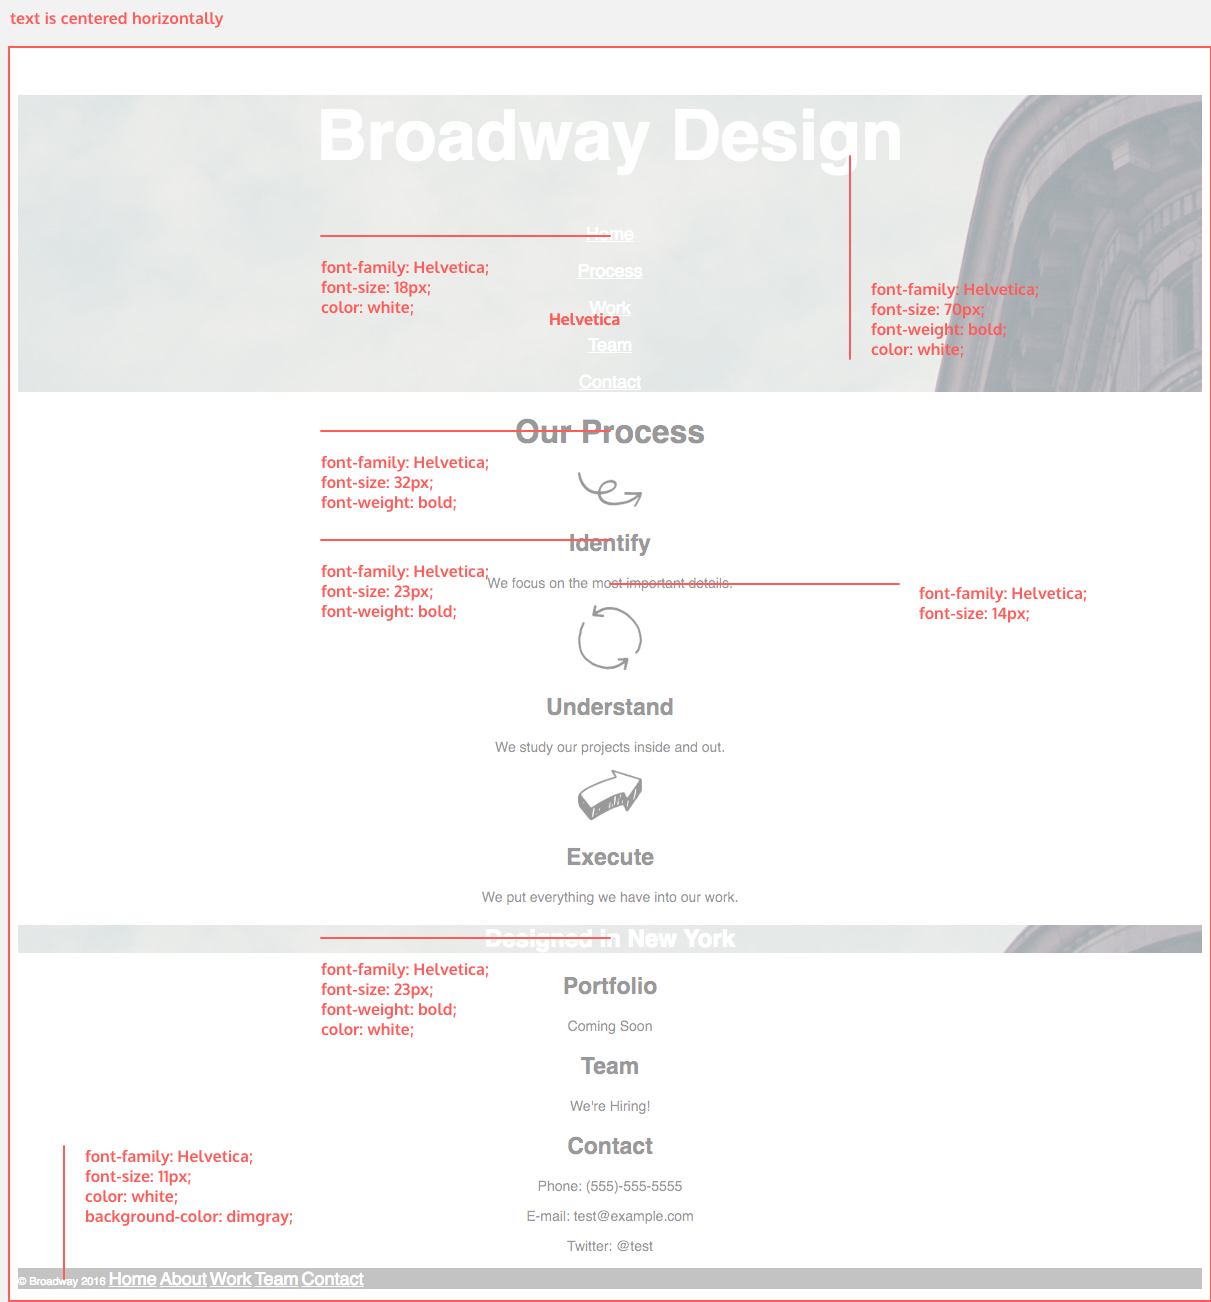 text is centered horizontally
Broadway Design
Home
font-family: Helvetica;
font-size: 18px;
color: white;
Process
Work
Helvetica
Team
Contact
font-family: Helvetica;
font-size: 70px;
font-weight: bold;
color: white;
Our Process
font-family: Helvetica;
font-size: 32px;
font-weight: bold;
Identify
font-family: Helvetica;
font-size: 23px;
font-weight: bold;
We focus on the most important details.
font-family: Helvetica;
font-size: 14px;
Understand
We study our projects inside and out.
Execute
We put everything we have into our work.
Designed in New York
font-family: Helvetica;
font-size: 23px;
font-weight: bold;
color: white;
Portfolio
Coming Soon
Team
We're Hiring!
Contact
font-family: Helvetica;
font-size: 11px;
color: white;
background-color: dimgray;
Phone: (555)-555-5555
E-mail: test@example.com
Twitter: @test
© Broadway 2016 Home About Work Team Contact